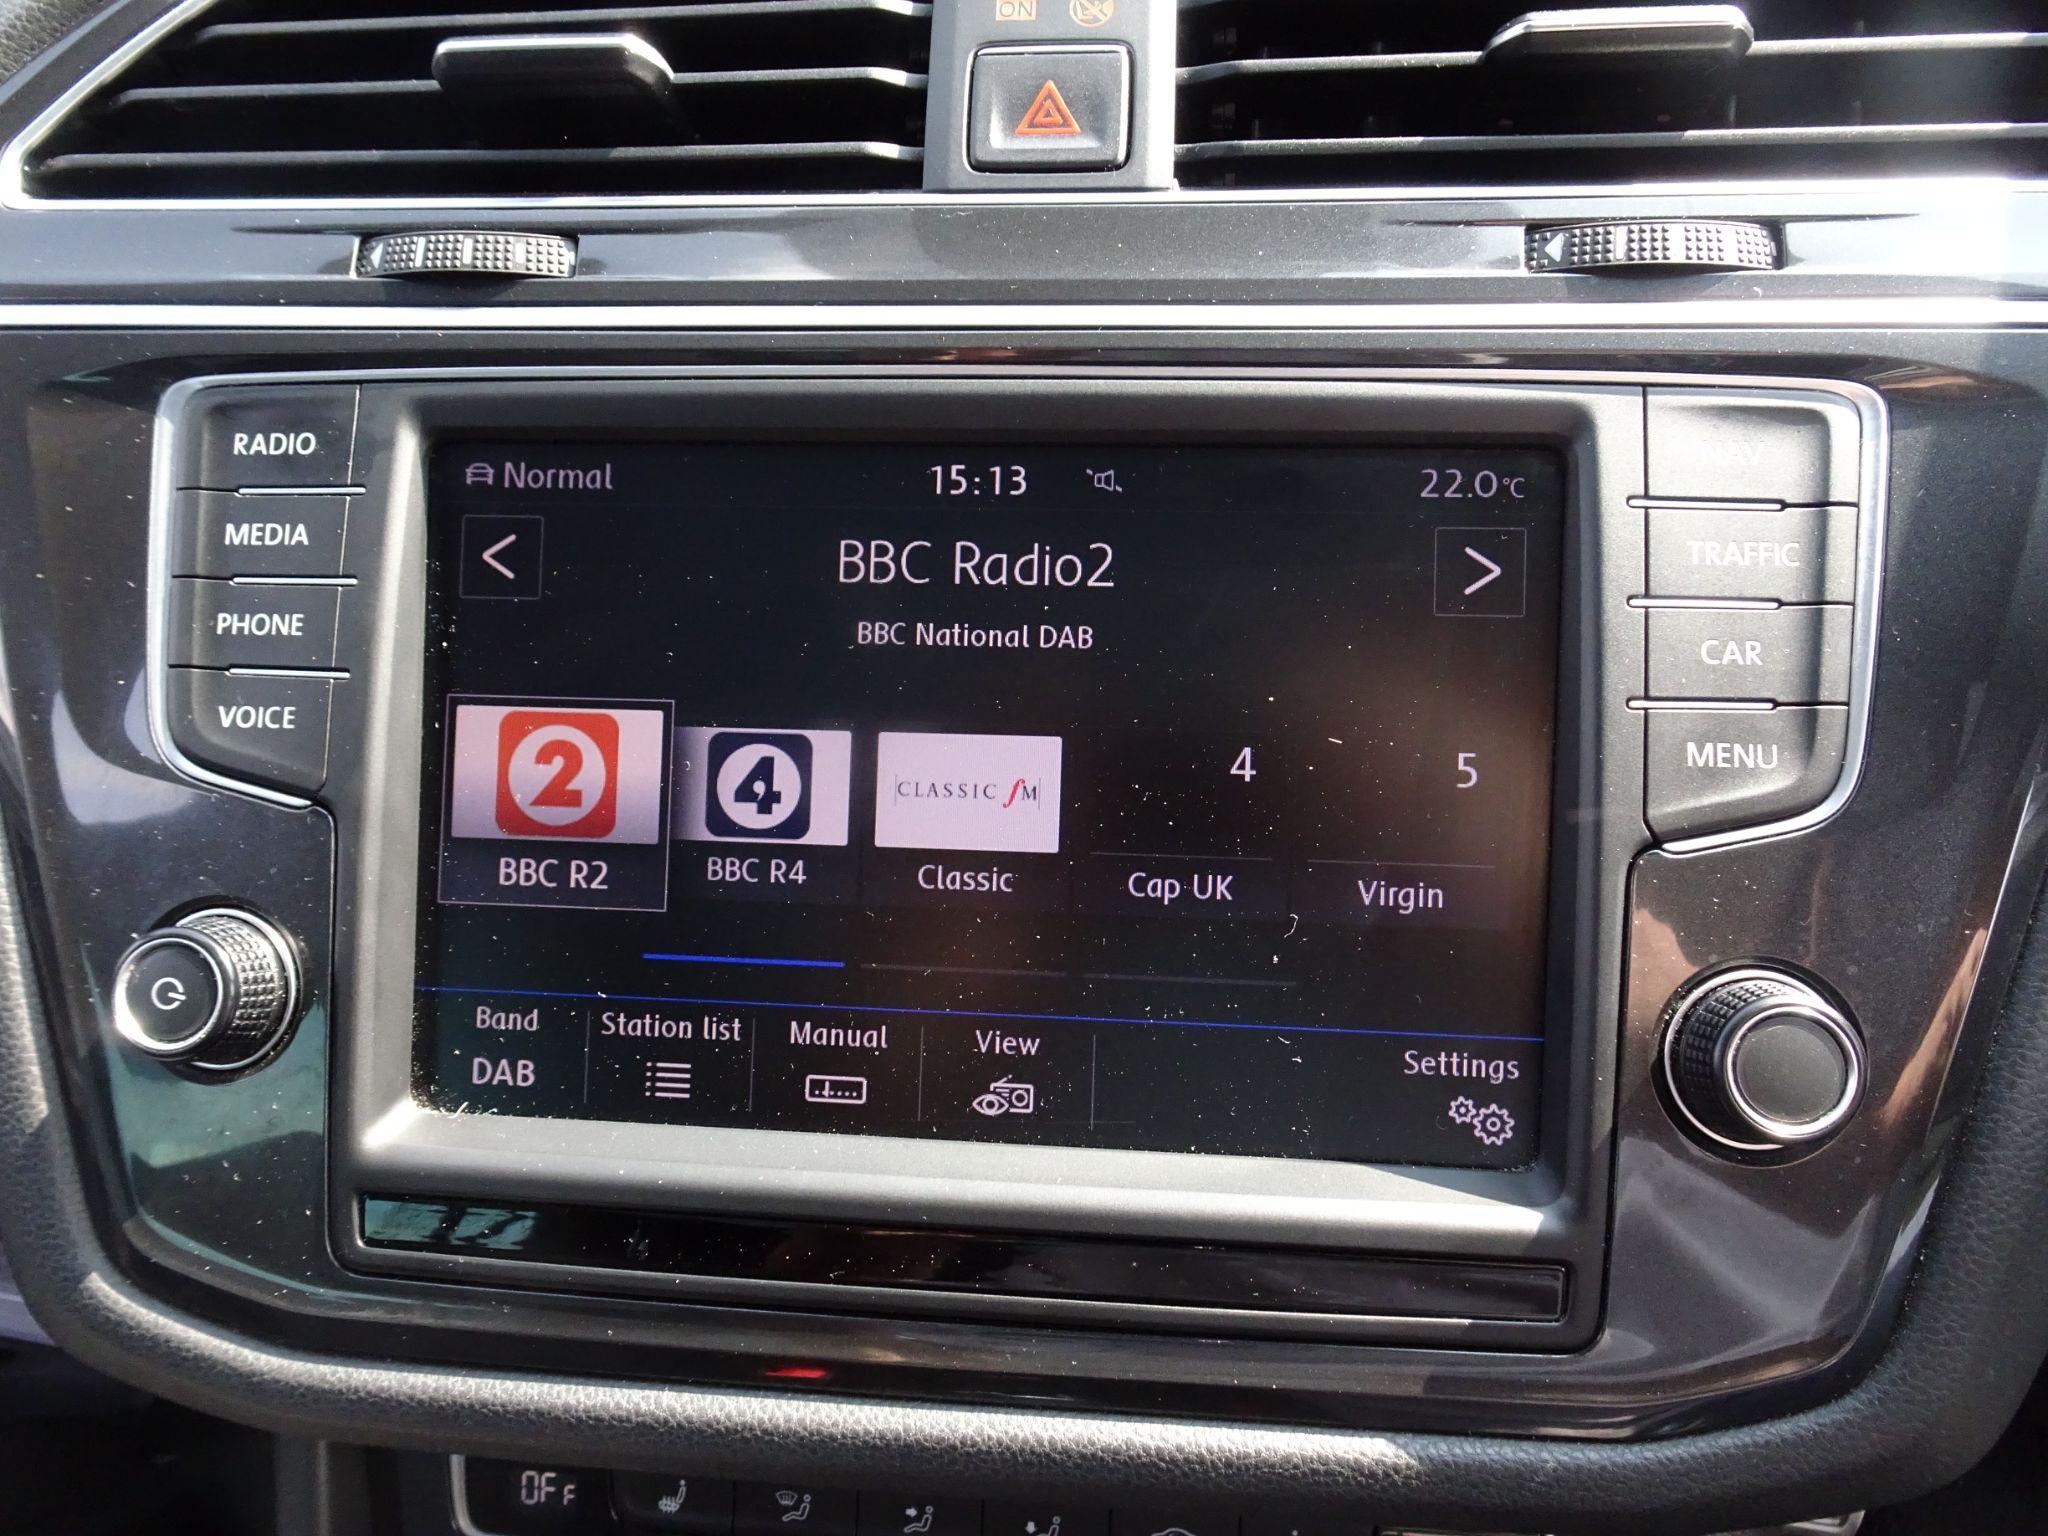 ON
RADIO
MEDIA
PHONE
VOICE
NAV
TRAFFIC
CAR
MENU
Normal
15:13
22.0°C
<
BBC Radio2
>
BBC National DAB
2
4
CLASSIC fM
4
5
BBC R2
BBC R4
Classic
Cap UK
Virgin
Band
Station list
Manual
View
Settings
DAB
OFF